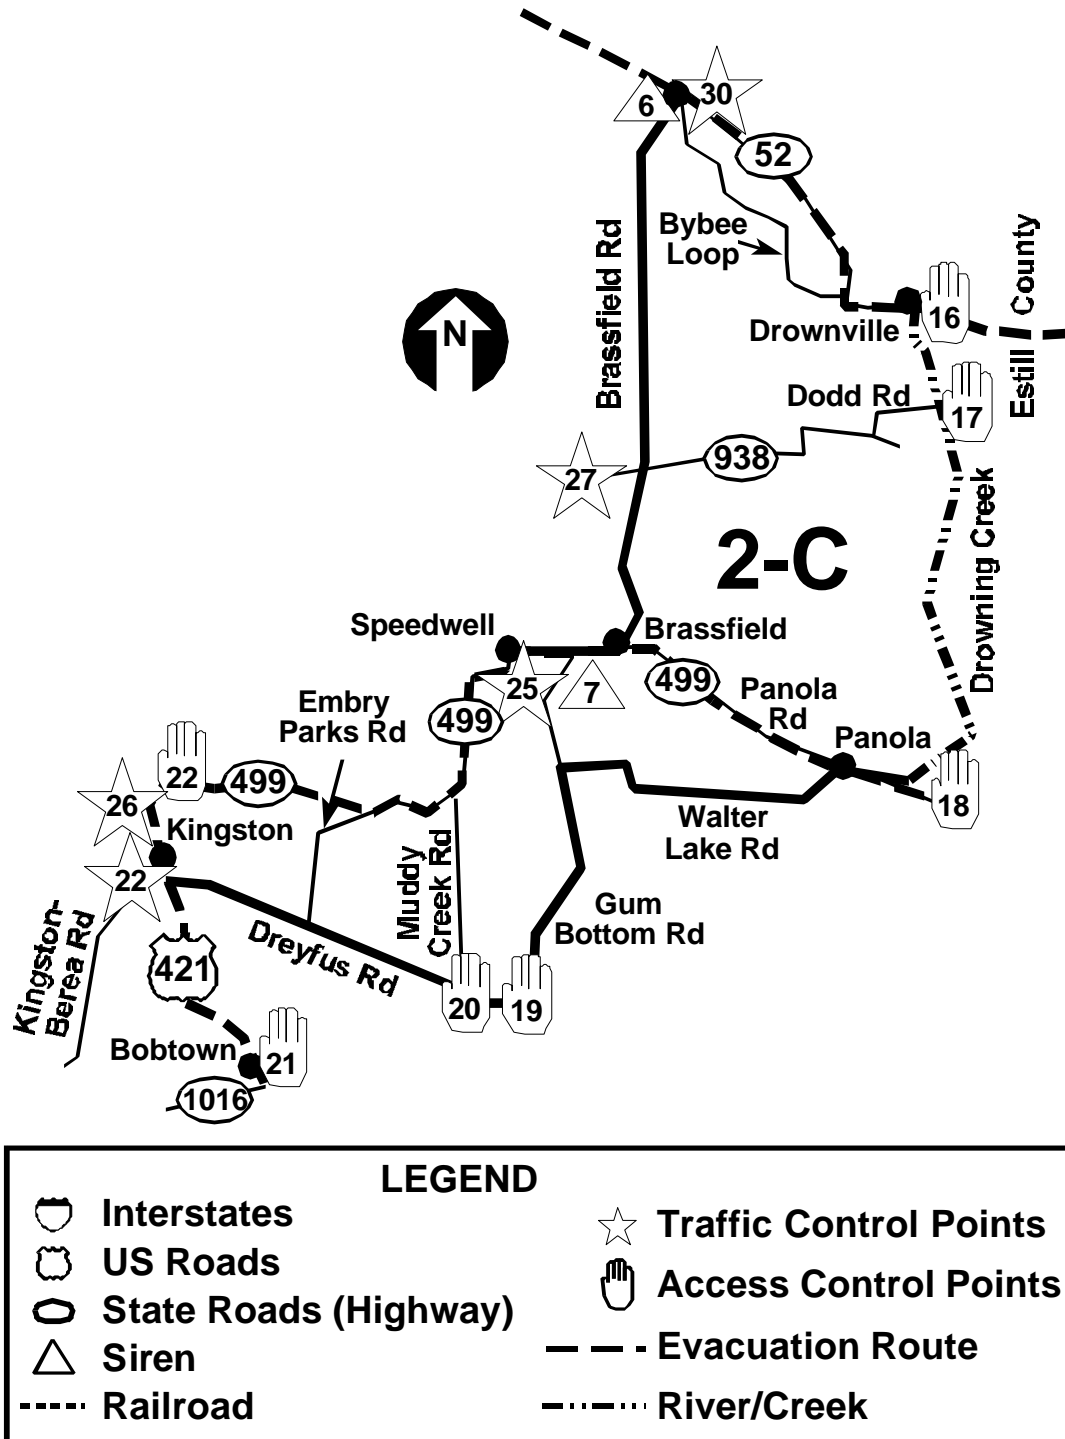 6
30
52
Bybee
Loop
Brassfield Rd
Estill County
N
16
Drownville
Dodd Rd
17
938
27
2-C
Drowning Creek
Speedwell
Brassfield
25
7
499
Panola
Rd
Embry
Parks Rd
499
Panola
22
499
26
18
Kingston
Walter
Lake Rd
Muddy
Creek Rd
22
Gum
Bottom Rd
Kingston-
Berea Rd
Dreyfus Rd
421
20
19
Bobtown
21
1016
LEGEND
Interstates
US Roads
State Roads (Highway)
Siren
Railroad
Traffic Control Points
Access Control Points
Evacuation Route
River/Creek